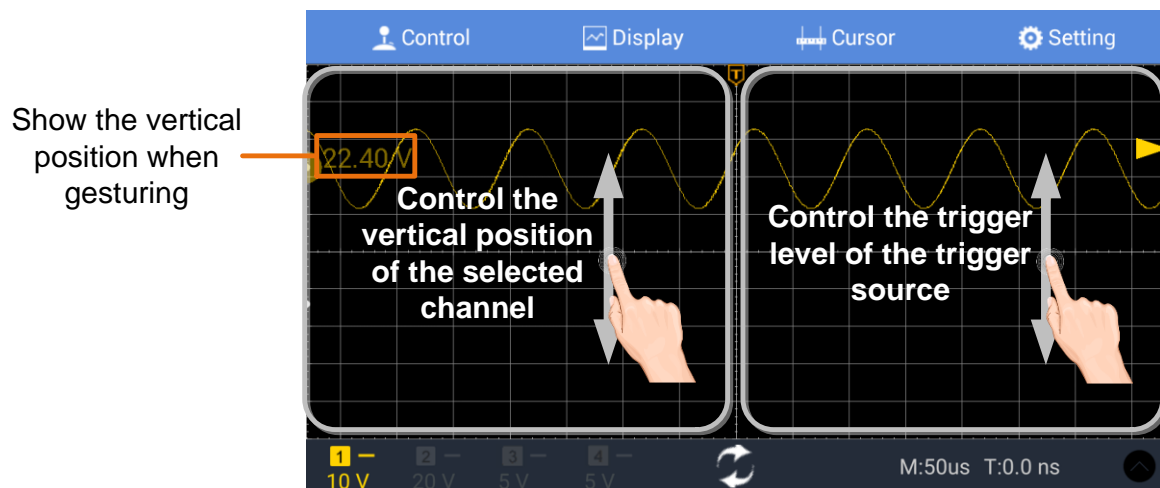 Control Display Cursor Setting
T
Show the vertical
position when
gesturing
22.40 V
Control the
vertical position
of the selected
channel
Control the trigger
level of the trigger
source
1 2 3 4
10 V 20 V 5 V 5 V
M:50us T:0.0 ns